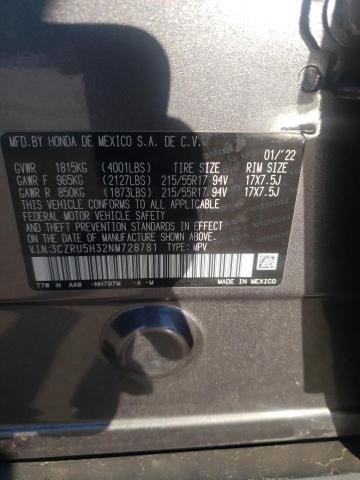 MFD.BY HONDA DE MEXICO S.A. DE C.V.
01/'22
GVWR 1815KG (4001LBS) TIRE SIZE RIM SIZE
GAWR F 965KG (2127LBS) 215/55R17 94V 17X7.5J
GAWR R 850KG (1873LBS) 215/55R17 94V 17X7.5J
THIS VEHICLE CONFORMS TO ALL APPLICABLE
FEDERAL MOTOR VEHICLE SAFETY
AND THEFT PREVENTION STANDARDS IN EFFECT
ON THE DATE OF MANUFACTURE SHOWN ABOVE.
V.I.N.:3CZRU5H32NM728781 TYPE: MPV
T7W N AAB -NH797M -A -M
MADE IN MEXICO